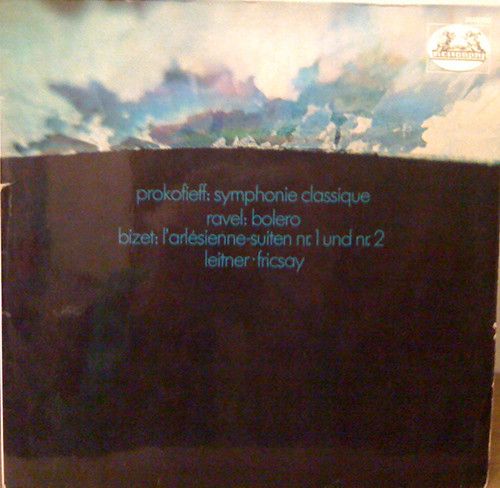 prokofieff: symphonie classique
ravel: bolero
bizet: l'arlésienne-suiten nr. 1 und nr. 2
leitner · fricsay